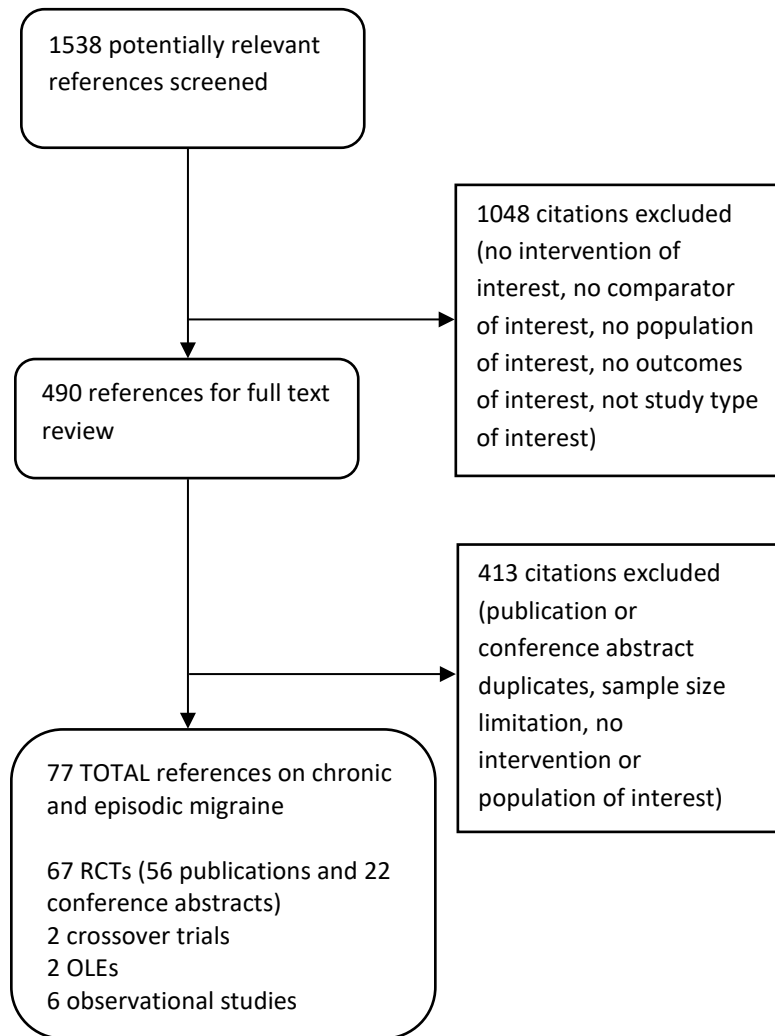 1538 potentially relevant
references screened
1048 citations excluded
(no intervention of
interest, no comparator
of interest, no population
of interest, no outcomes
of interest, not study type
of interest)
490 references for full text
review
413 citations excluded
(publication or
conference abstract
duplicates, sample size
limitation, no
intervention or
population of interest)
77 TOTAL references on chronic
and episodic migraine
67 RCTs (56 publications and 22
conference abstracts)
2 crossover trials
2 OLEs
6 observational studies